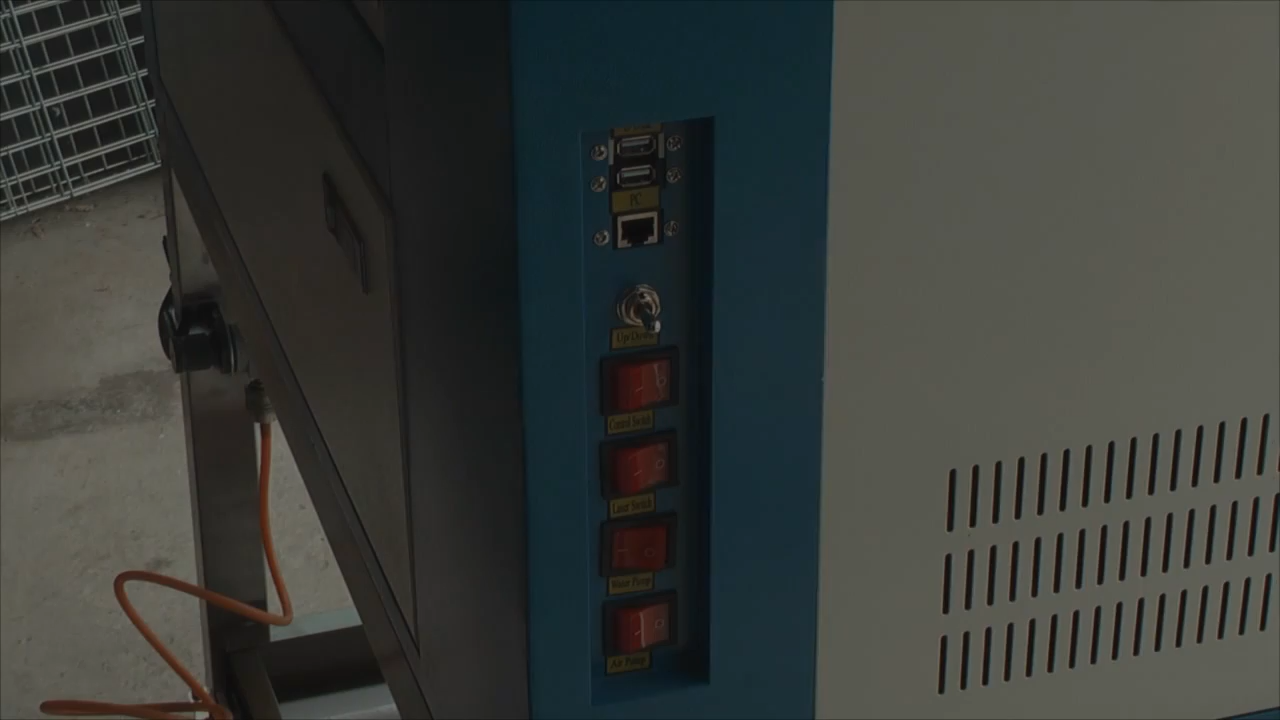 PC
Up/Down
Control Switch
Laser Switch
Water Pump
Air Pump